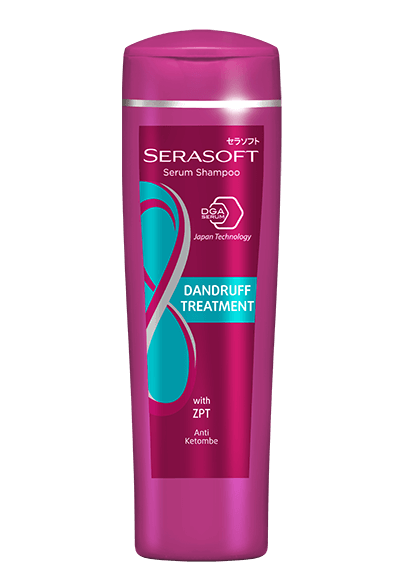 セラソフト
SERASOFT
Serum Shampoo
DGA
SERUM
Japan Technology
DANDRUFF
TREATMENT
with
ZPT
Anti
Ketombe